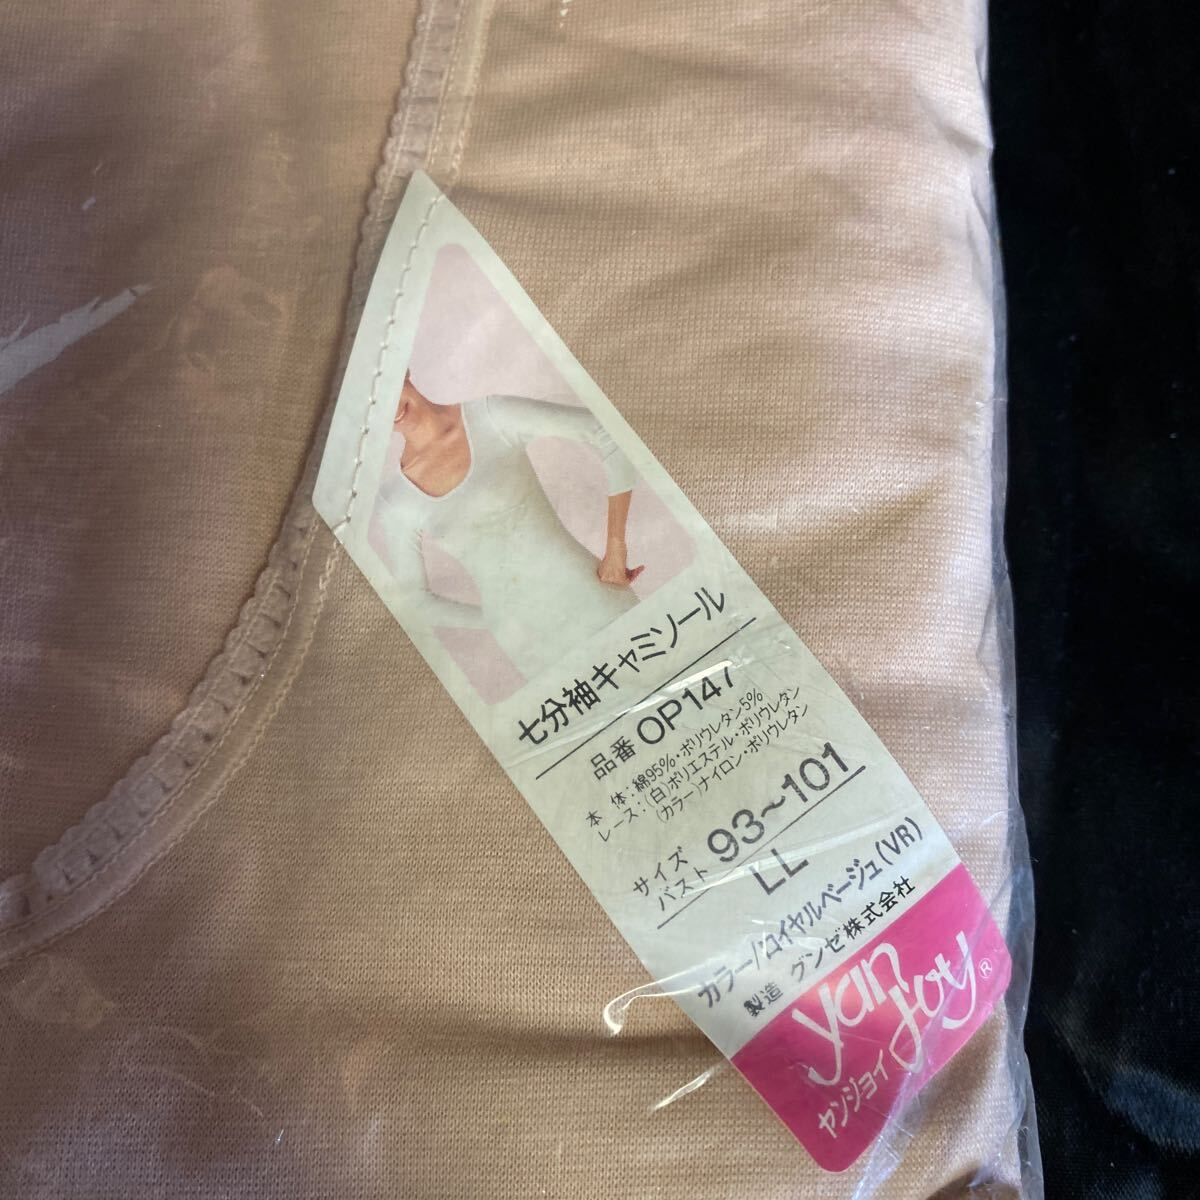 七分袖キャミソール
品番 OP147
本 体：綿95%・ポリウレタン5%
レース：(白)ポリエステル・ポリウレタン
(カラー)ナイロン・ポリウレタン
サイズ
バスト 93〜101
LL
カラー/ロイヤルベージュ(VR)
製造 グンゼ株式会社
yan
Joy®
ヤンジョイ